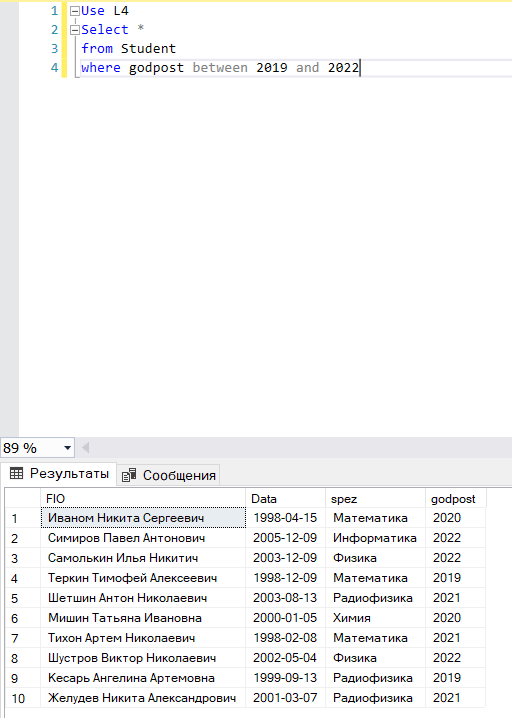 1 Use L4
2 Select *
3 from Student
4 where godpost between 2019 and 2022
89 %
Результаты Сообщения
FIO Data spez godpost
1 Иваном Никита Сергеевич 1998-04-15 Математика 2020
2 Симиров Павел Антонович 2005-12-09 Информатика 2022
3 Самолькин Илья Никитич 2003-12-09 Физика 2022
4 Теркин Тимофей Алексеевич 1998-12-09 Математика 2019
5 Шетшин Антон Николаевич 2003-08-13 Радиофизика 2021
6 Мишин Татьяна Ивановна 2000-01-05 Химия 2020
7 Тихон Артем Николаевич 1998-02-08 Математика 2021
8 Шустров Виктор Николаевич 2002-05-04 Физика 2022
9 Кесарь Ангелина Артемовна 1999-09-13 Радиофизика 2019
10 Желудев Никита Александрович 2001-03-07 Радиофизика 2021